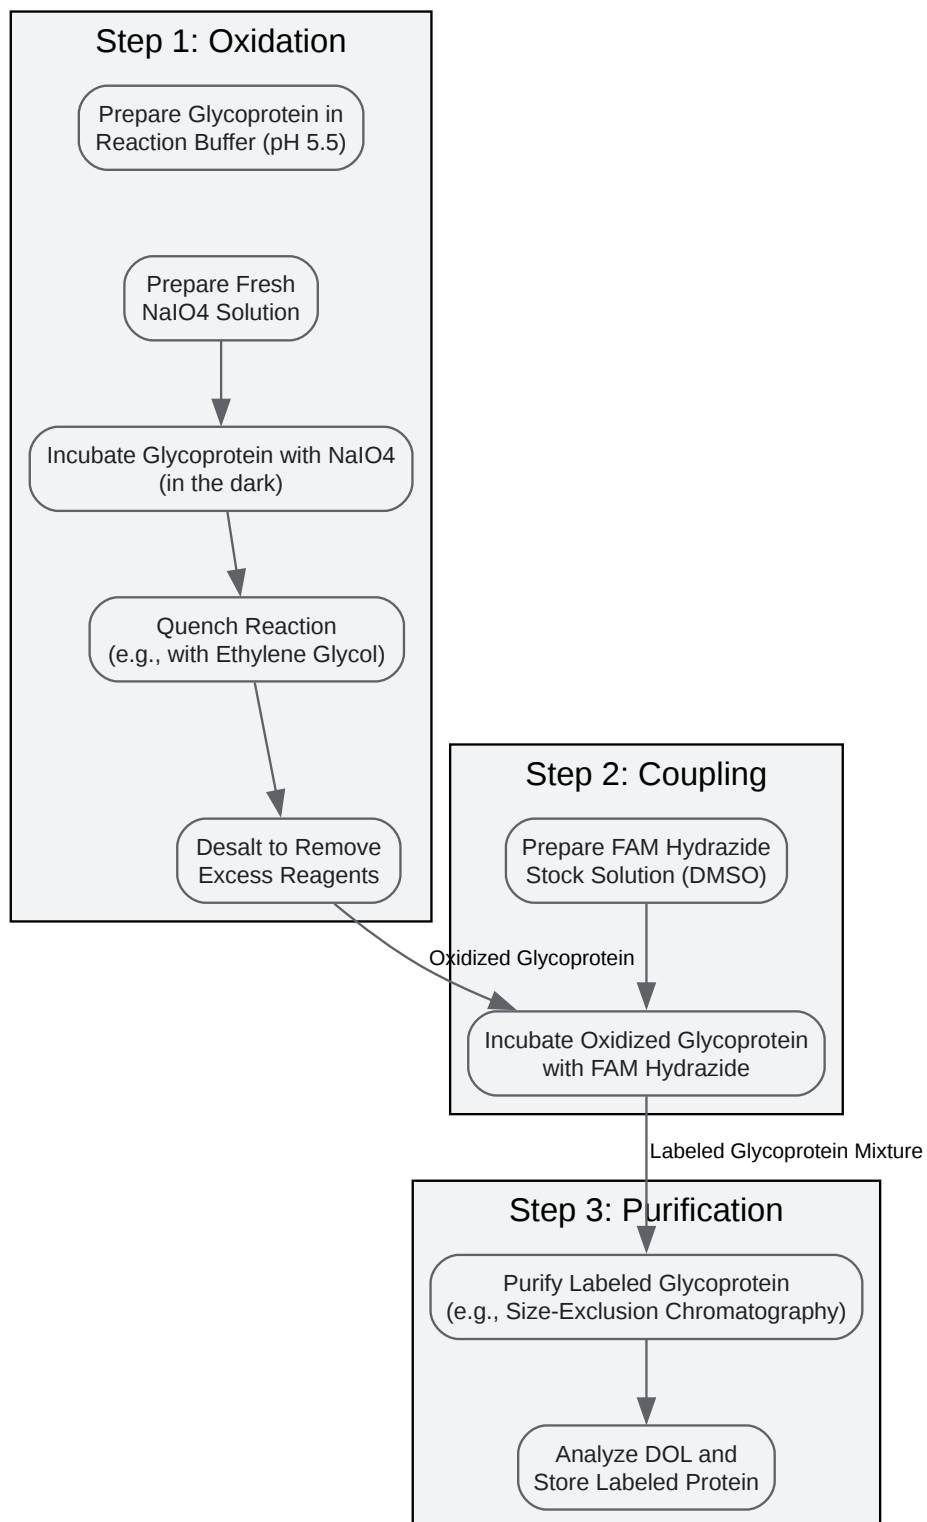 Step 1: Oxidation
Prepare Glycoprotein in
Reaction Buffer (pH 5.5)
Prepare Fresh
NaIO4 Solution
Incubate Glycoprotein with NaIO4
(in the dark)
Quench Reaction
(e.g., with Ethylene Glycol)
Desalt to Remove
Excess Reagents
Step 2: Coupling
Prepare FAM Hydrazide
Stock Solution (DMSO)
Oxidized Glycoprotein
Incubate Oxidized Glycoprotein
with FAM Hydrazide
Labeled Glycoprotein Mixture
Step 3: Purification
Purify Labeled Glycoprotein
(e.g., Size-Exclusion Chromatography)
Analyze DOL and
Store Labeled Protein